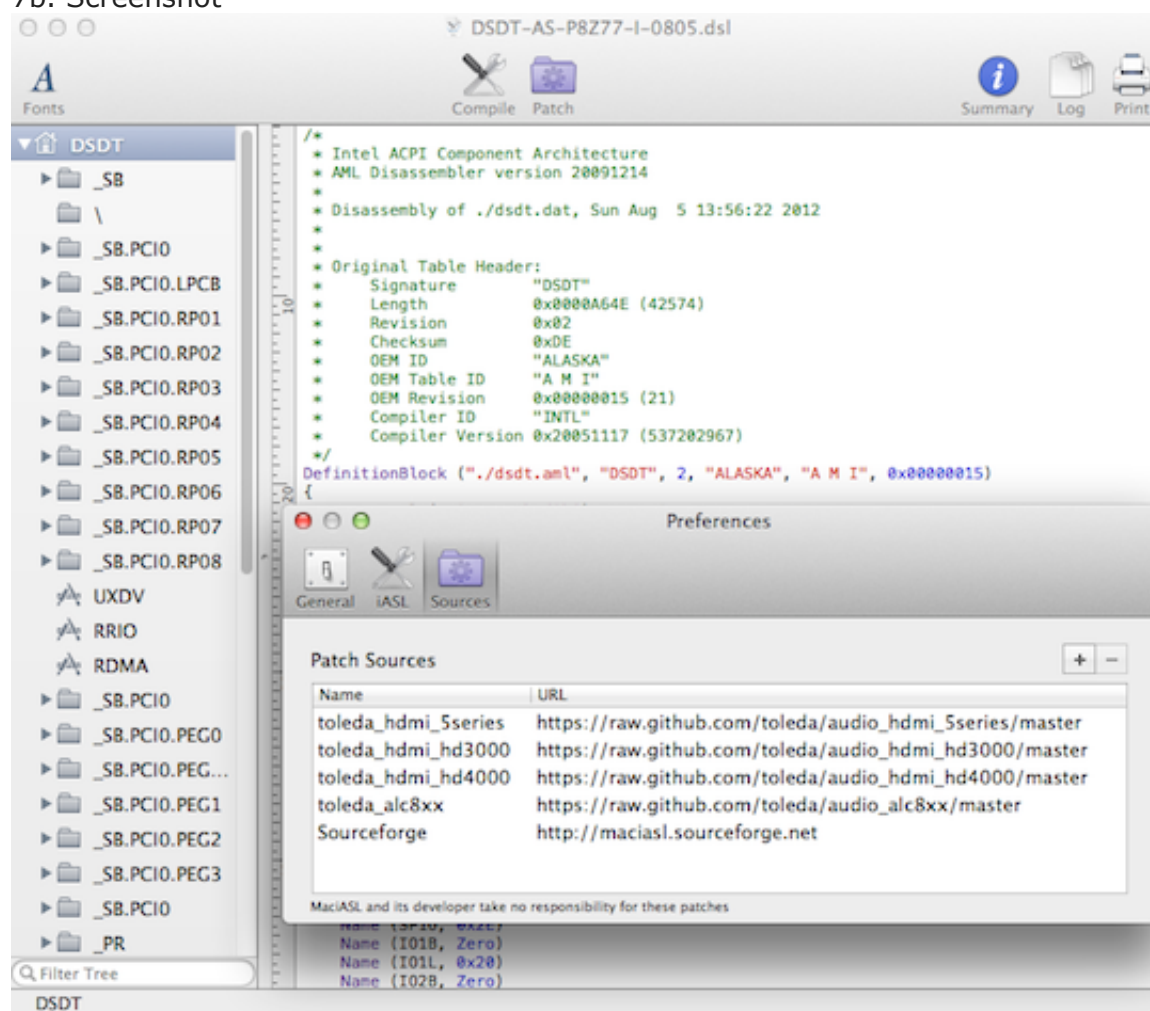 7b. Screenshot
DSDT-AS-P8Z77-I-0805.dsl
Fonts
Compile Patch
Summary Log Print
DSDT
_SB
\
_SB.PCI0
_SB.PCI0.LPCB
_SB.PCI0.RP01
_SB.PCI0.RP02
_SB.PCI0.RP03
_SB.PCI0.RP04
_SB.PCI0.RP05
_SB.PCI0.RP06
_SB.PCI0.RP07
_SB.PCI0.RP08
UXDV
RRIO
RDMA
_SB.PCI0
_SB.PCI0.PEG0
_SB.PCI0.PEG...
_SB.PCI0.PEG1
_SB.PCI0.PEG2
_SB.PCI0.PEG3
_SB.PCI0
_PR
Filter Tree
DSDT
10
20
/*
* Intel ACPI Component Architecture
* AML Disassembler version 20091214
*
* Disassembly of ./dsdt.dat, Sun Aug  5 13:56:22 2012
*
*
* Original Table Header:
*     Signature        "DSDT"
*     Length           0x0000A64E (42574)
*     Revision         0x02
*     Checksum         0xDE
*     OEM ID           "ALASKA"
*     OEM Table ID     "A M I"
*     OEM Revision     0x00000015 (21)
*     Compiler ID      "INTL"
*     Compiler Version 0x20051117 (537202967)
*/
DefinitionBlock ("./dsdt.aml", "DSDT", 2, "ALASKA", "A M I", 0x00000015)
{
Preferences
General iASL Sources
Patch Sources
+ −
Name URL
toleda_hdmi_5series https://raw.github.com/toleda/audio_hdmi_5series/master
toleda_hdmi_hd3000 https://raw.github.com/toleda/audio_hdmi_hd3000/master
toleda_hdmi_hd4000 https://raw.github.com/toleda/audio_hdmi_hd4000/master
toleda_alc8xx https://raw.github.com/toleda/audio_alc8xx/master
Sourceforge http://maciasl.sourceforge.net
MaciASL and its developer take no responsibility for these patches
Name (SPIO, 0x2E)
Name (IO1B, Zero)
Name (IO1L, 0x20)
Name (IO2B, Zero)